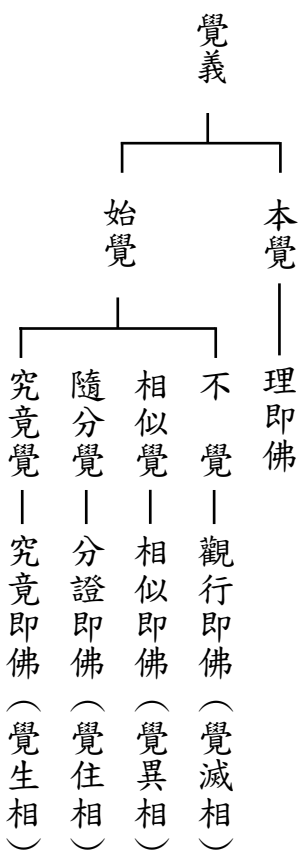 覺義
本覺
理即佛
始覺
不覺 觀行即佛（覺滅相）
相似覺 相似即佛（覺異相）
隨分覺 分證即佛（覺住相）
究竟覺 究竟即佛（覺生相）